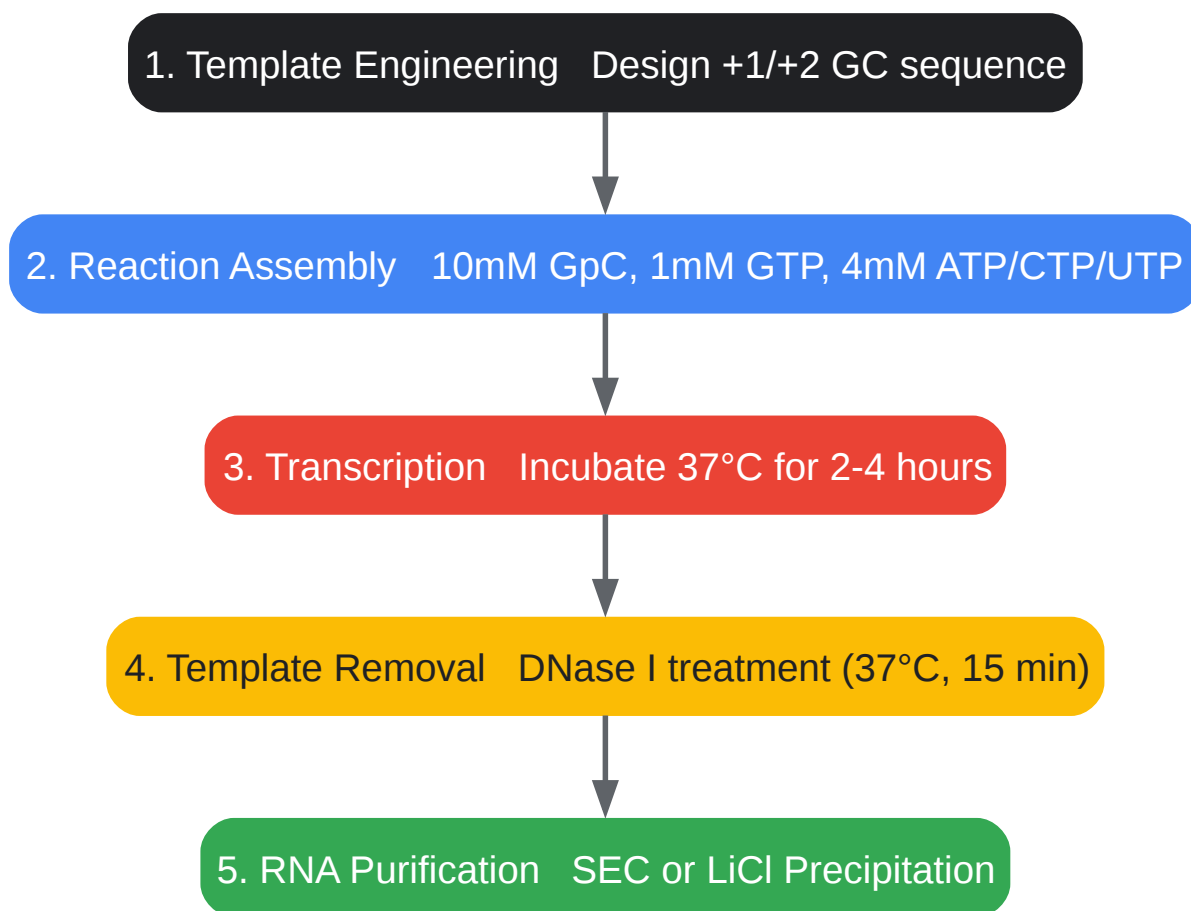 1. Template Engineering   Design +1/+2 GC sequence
2. Reaction Assembly   10mM GpC, 1mM GTP, 4mM ATP/CTP/UTP
3. Transcription   Incubate 37°C for 2-4 hours
4. Template Removal   DNase I treatment (37°C, 15 min)
5. RNA Purification   SEC or LiCl Precipitation